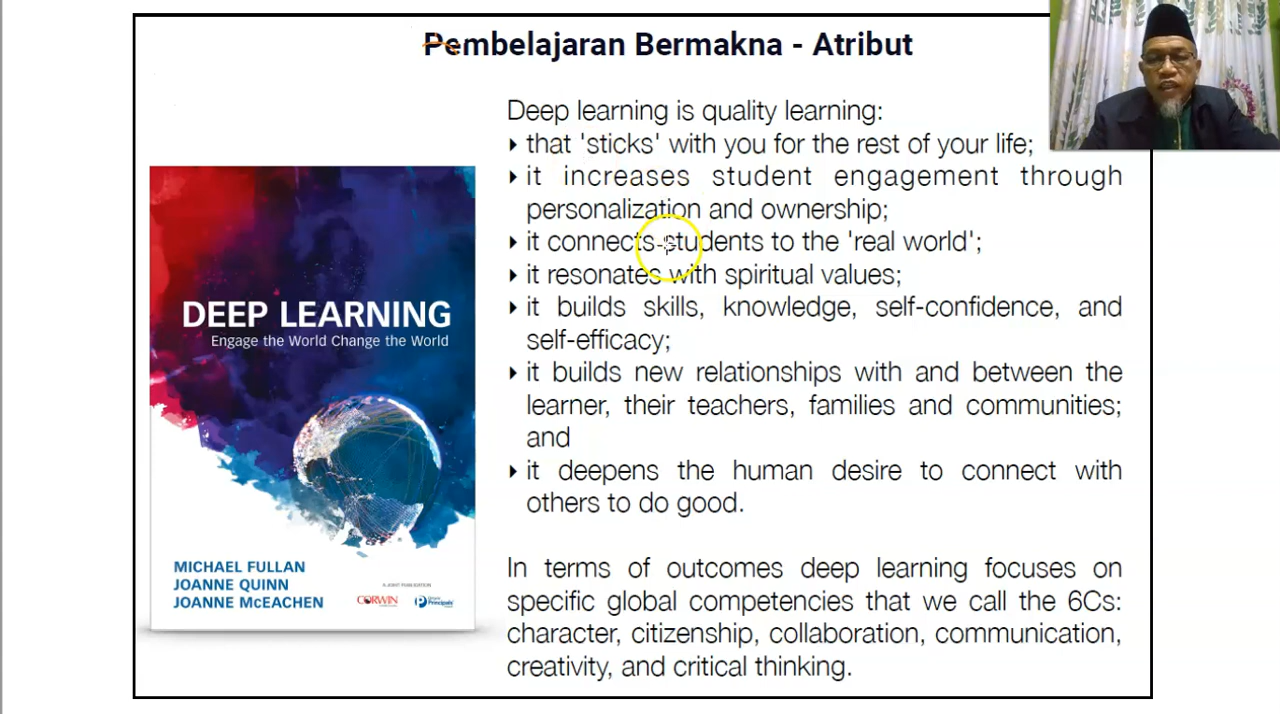 Pembelajaran Bermakna - Atribut
Deep learning is quality learning:
‣ that 'sticks' with you for the rest of your life;
‣ it increases student engagement through
personalization and ownership;
‣ it connects students to the 'real world';
‣ it resonates with spiritual values;
‣ it builds skills, knowledge, self-confidence, and
self-efficacy;
‣ it builds new relationships with and between the
learner, their teachers, families and communities;
and
‣ it deepens the human desire to connect with
others to do good.
In terms of outcomes deep learning focuses on
specific global competencies that we call the 6Cs:
character, citizenship, collaboration, communication,
creativity, and critical thinking.
DEEP LEARNING
Engage the World Change the World
MICHAEL FULLAN
JOANNE QUINN
JOANNE McEACHEN
A JOINT PUBLICATION
CORWIN
Principals'